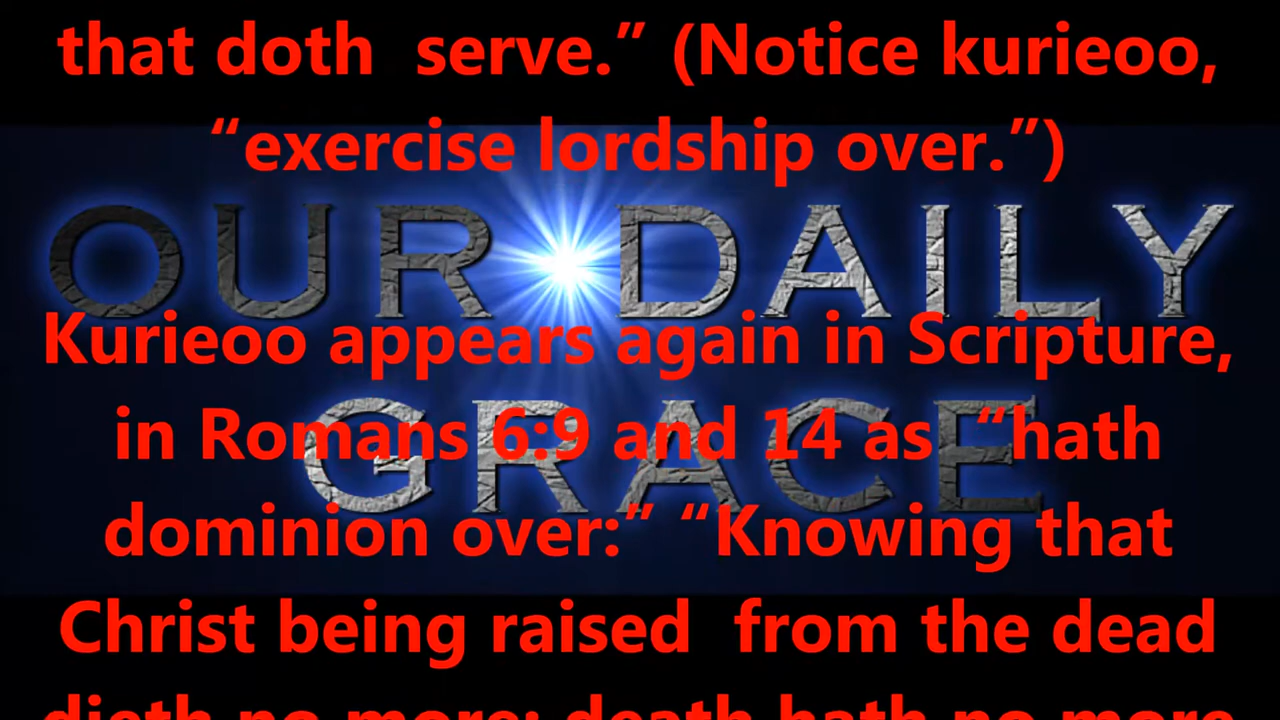 that doth  serve.” (Notice kurieoo,
“exercise lordship over.”)
OUR DAILY
Kurieoo appears again in Scripture,
in Romans 6:9 and 14 as  “hath
GRACE
dominion over:” “Knowing that
Christ being raised  from the dead
dieth no more; death hath no more